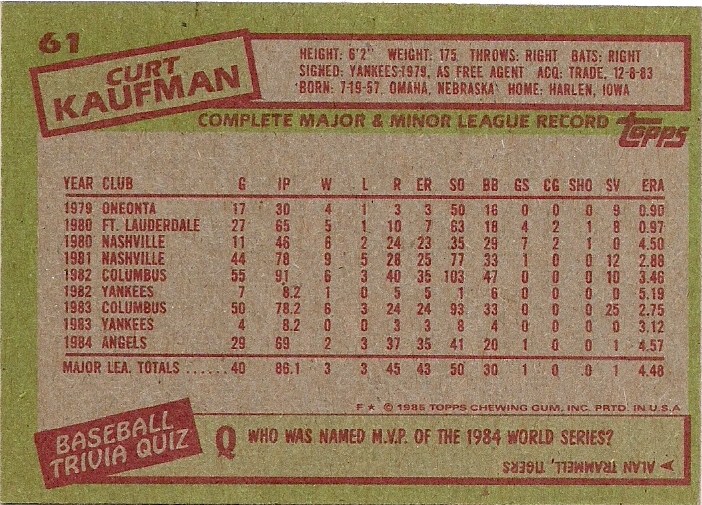 61
CURT
KAUFMAN
HEIGHT: 6'2" WEIGHT: 175 THROWS: RIGHT BATS: RIGHT
SIGNED: YANKEES-1979, AS FREE AGENT ACQ: TRADE, 12-8-83
BORN: 7-19-57, OMAHA, NEBRASKA HOME: HARLEN, IOWA
COMPLETE MAJOR & MINOR LEAGUE RECORD topps
YEAR CLUB G IP W L R ER SO BB GS CG SHO SV ERA
1979 ONEONTA 17 30 4 1 3 3 50 16 0 0 0 9 0.90
1980 FT. LAUDERDALE 27 65 5 1 10 7 63 18 4 2 1 8 0.97
1980 NASHVILLE 11 46 6 2 24 23 35 29 7 2 1 0 4.50
1981 NASHVILLE 44 78 9 5 28 25 77 33 1 0 0 12 2.88
1982 COLUMBUS 55 91 6 3 40 35 103 47 0 0 0 10 3.46
1982 YANKEES 7 8.2 1 0 5 5 1 6 0 0 0 0 5.19
1983 COLUMBUS 50 78.2 6 3 24 24 93 33 0 0 0 25 2.75
1983 YANKEES 4 8.2 0 0 3 3 8 4 0 0 0 0 3.12
1984 ANGELS 29 69 2 3 37 35 41 20 1 0 0 1 4.57
MAJOR LEA. TOTALS ...... 40 86.1 3 3 45 43 50 30 1 0 0 1 4.48
F★ © 1985 TOPPS CHEWING GUM, INC. PRTD. IN U.S.A
BASEBALL
TRIVIA QUIZ
Q WHO WAS NAMED M.V.P. OF THE 1984 WORLD SERIES?
A — ALAN TRAMMELL, TIGERS